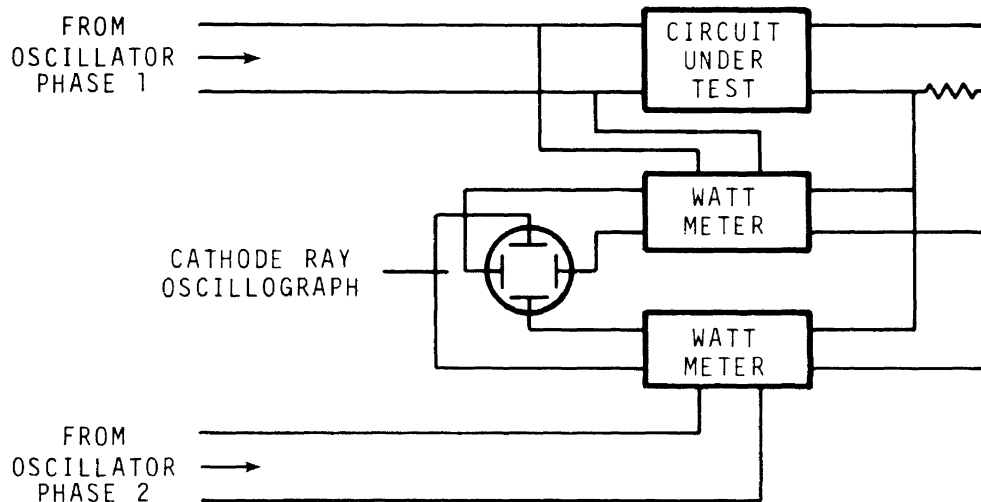 FROM
OSCILLATOR
PHASE 1
CIRCUIT
UNDER
TEST
WATT
METER
CATHODE RAY
OSCILLOGRAPH
WATT
METER
FROM
OSCILLATOR
PHASE 2